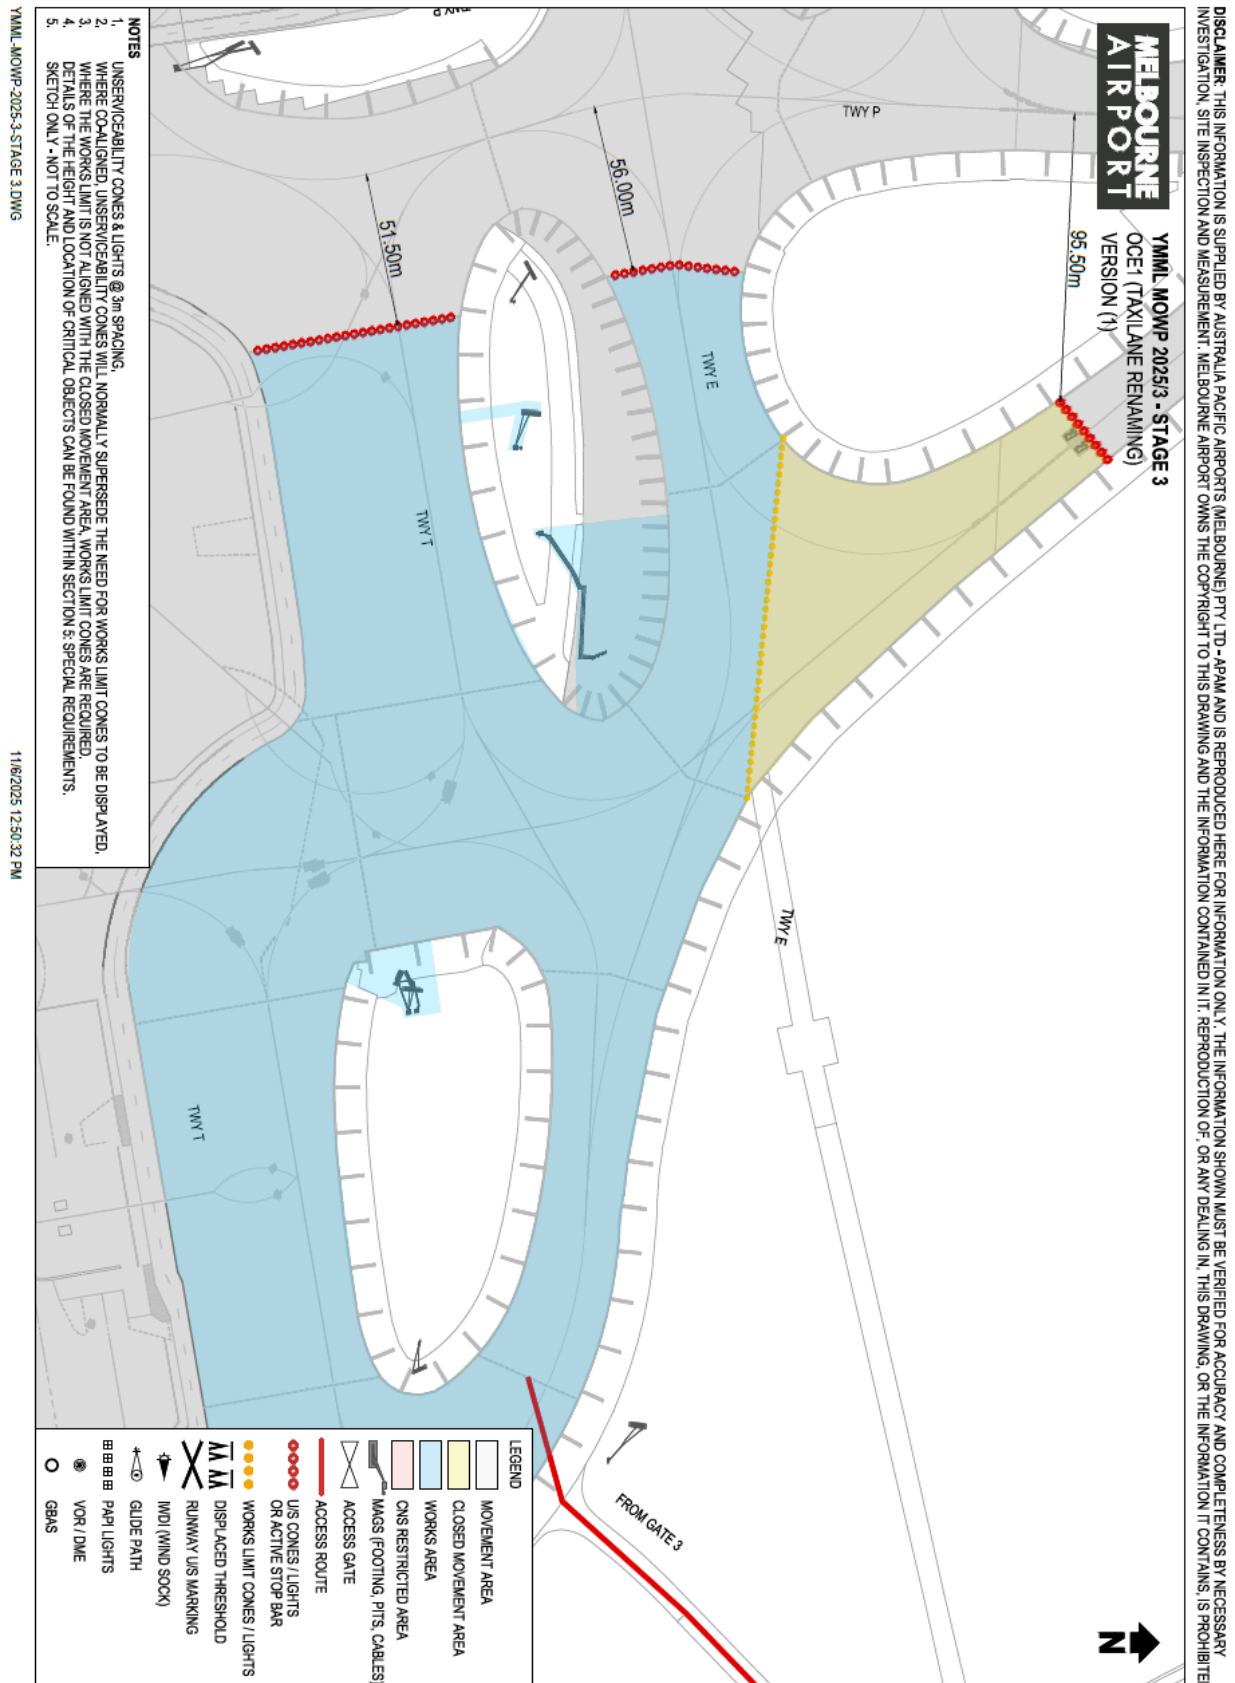 DISCLAIMER: THIS INFORMATION IS SUPPLIED BY AUSTRALIA PACIFIC AIRPORTS (MELBOURNE) PTY LTD - APAM AND IS REPRODUCED HERE FOR INFORMATION ONLY. THE INFORMATION SHOWN MUST BE VERIFIED FOR ACCURACY AND COMPLETENESS BY NECESSARY
INVESTIGATION, SITE INSPECTION AND MEASUREMENT. MELBOURNE AIRPORT OWNS THE COPYRIGHT TO THIS DRAWING AND THE INFORMATION CONTAINED IN IT. REPRODUCTION OF, OR ANY DEALING IN, THIS DRAWING, OR THE INFORMATION IT CONTAINS, IS PROHIBITE
MELBOURNE
AIRPORT
YMML MOWP 2025/3 - STAGE 3
OCE1 (TAXILANE RENAMING)
VERSION (1)
N
95.50m
TWY P
56.00m
51.50m
TWY E
TWY T
TWY E
TWY T
FROM GATE 3
LEGEND
MOVEMENT AREA
CLOSED MOVEMENT AREA
WORKS AREA
CNS RESTRICTED AREA
MAGS (FOOTING, PITS, CABLES)
ACCESS GATE
ACCESS ROUTE
U/S CONES / LIGHTS
OR ACTIVE STOP BAR
WORKS LIMIT CONES / LIGHTS
DISPLACED THRESHOLD
RUNWAY U/S MARKING
IWDI (WIND SOCK)
GLIDE PATH
PAPI LIGHTS
VOR / DME
GBAS
NOTES
1. UNSERVICEABILITY CONES & LIGHTS @ 3m SPACING.
2. WHERE CO-ALIGNED, UNSERVICEABILITY CONES WILL NORMALLY SUPERSEDE THE NEED FOR WORKS LIMIT CONES TO BE DISPLAYED.
3. WHERE THE WORKS LIMIT IS NOT ALIGNED WITH THE CLOSED MOVEMENT AREA, WORKS LIMIT CONES ARE REQUIRED.
4. DETAILS OF THE HEIGHT AND LOCATION OF CRITICAL OBJECTS CAN BE FOUND WITHIN SECTION 5: SPECIAL REQUIREMENTS.
5. SKETCH ONLY - NOT TO SCALE.
YMML-MOWP-2025-3-STAGE 3.DWG
11/6/2025 12:50:32 PM